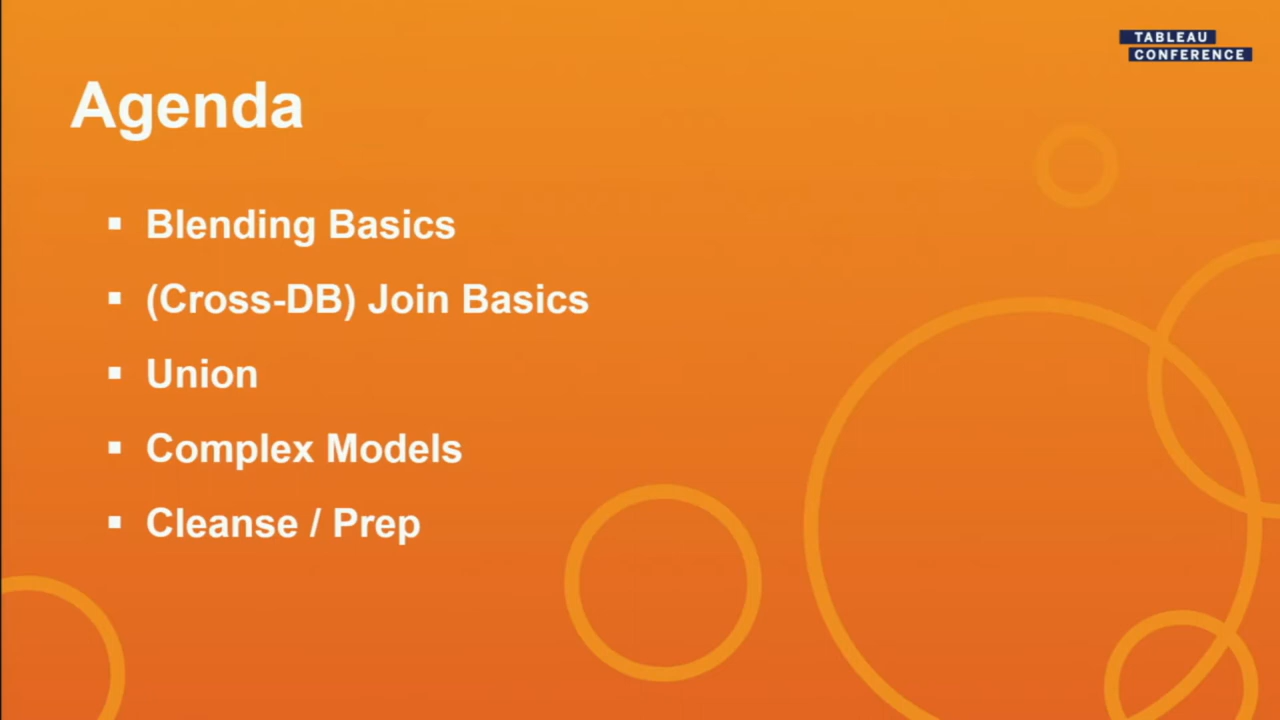 TABLEAU
CONFERENCE
Agenda
▪ Blending Basics
▪ (Cross-DB) Join Basics
▪ Union
▪ Complex Models
▪ Cleanse / Prep